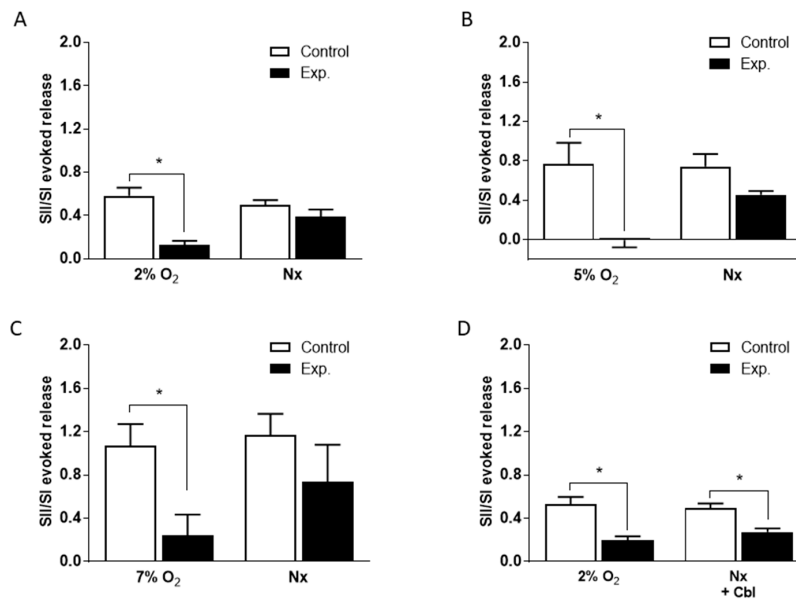 A
SII/SI evoked release
2.0
1.6
1.2
0.8
0.4
0.0
Control
Exp.
*
2% O₂
Nx
B
SII/SI evoked release
2.0
1.6
1.2
0.8
0.4
0.0
Control
Exp.
*
5% O₂
Nx
C
SII/SI evoked release
2.0
1.6
1.2
0.8
0.4
0.0
Control
Exp.
*
7% O₂
Nx
D
SII/SI evoked release
2.0
1.6
1.2
0.8
0.4
0.0
Control
Exp.
*
*
2% O₂
Nx
+ Cbl